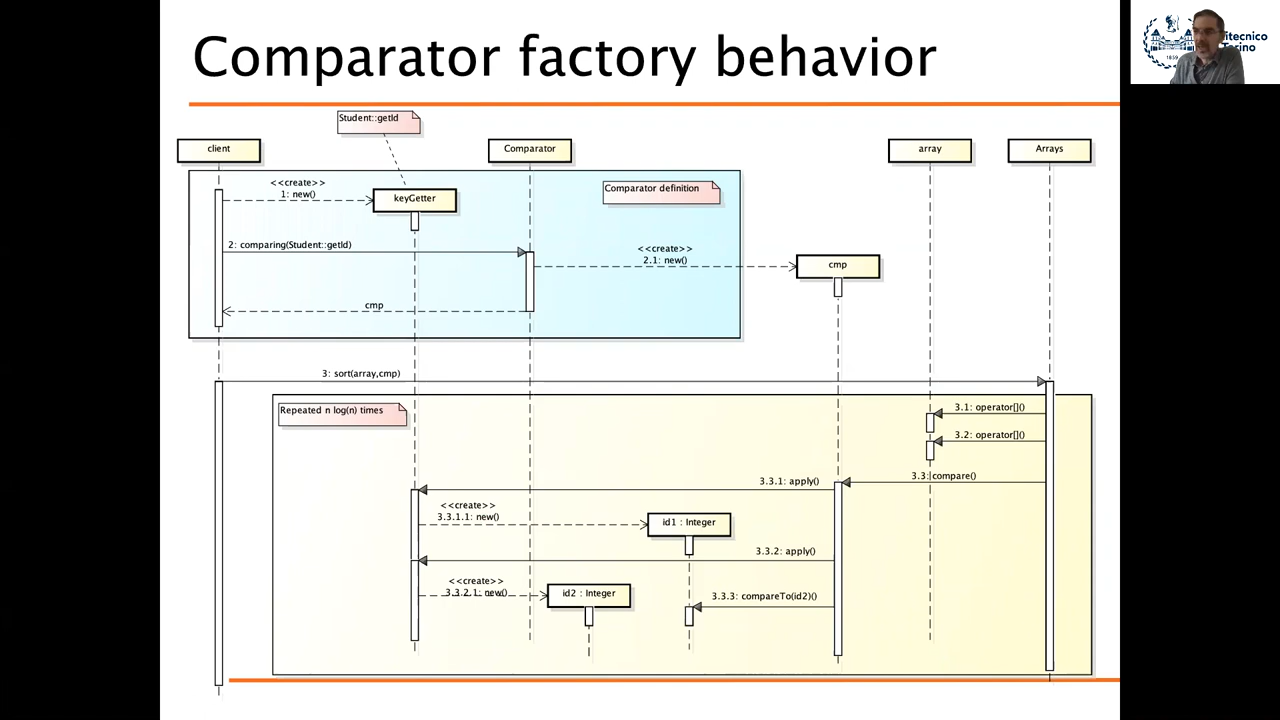 Comparator factory behavior
itecnico
Torino
1859
Student::getId
client
Comparator
array
Arrays
<<create>>
1: new()
keyGetter
Comparator definition
2: comparing(Student::getId)
<<create>>
2.1: new()
cmp
cmp
3: sort(array,cmp)
Repeated n log(n) times
3.1: operator[]()
3.2: operator[]()
3.3:compare()
3.3.1: apply()
<<create>>
3.3.1.1: new()
id1 : Integer
3.3.2: apply()
<<create>>
3.3.2.1: new()
id2 : Integer
3.3.3: compareTo(id2)()